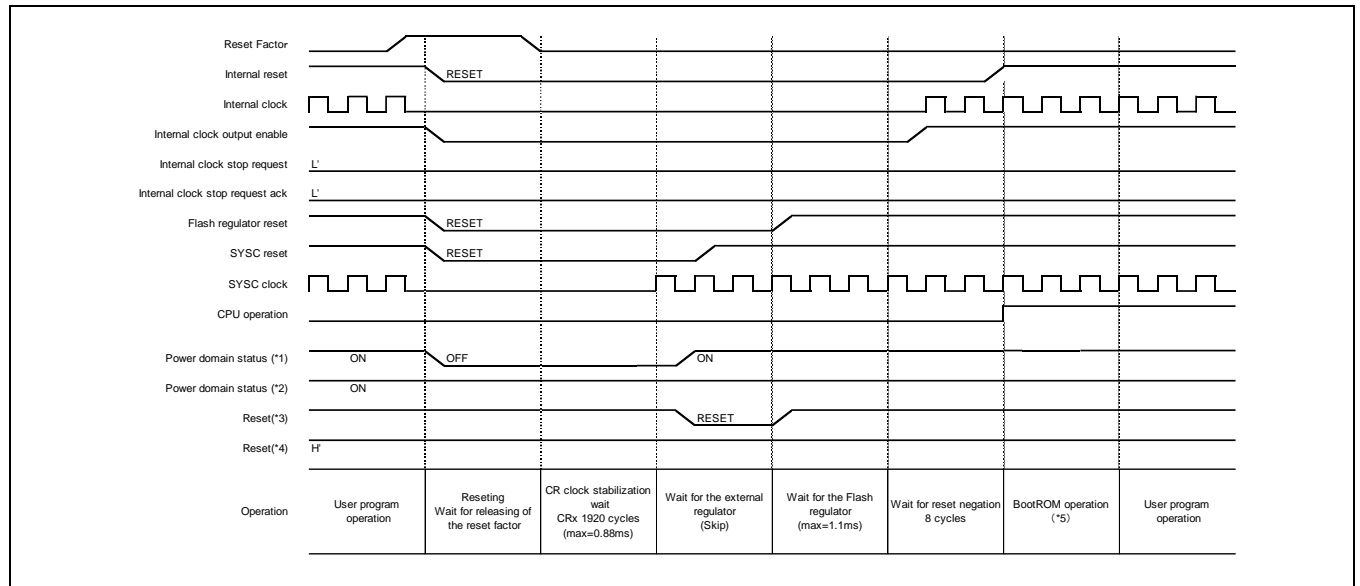 Reset Factor
Internal reset
RESET
Internal clock
Internal clock output enable
Internal clock stop request
L'
Internal clock stop request ack
L'
Flash regulator reset
RESET
SYSC reset
RESET
SYSC clock
CPU operation
Power domain status (*1)
ON
OFF
ON
Power domain status (*2)
ON
Reset(*3)
RESET
Reset(*4)
H'
Operation
User program
operation
Reseting
Wait for releasing of
the reset factor
CR clock stabilization
wait
CRx 1920 cycles
(max=0.88ms)
Wait for the external
regulator
(Skip)
Wait for the Flash
regulator
(max=1.1ms)
Wait for reset negation
8 cycles
BootROM operation
(*5)
User program
operation